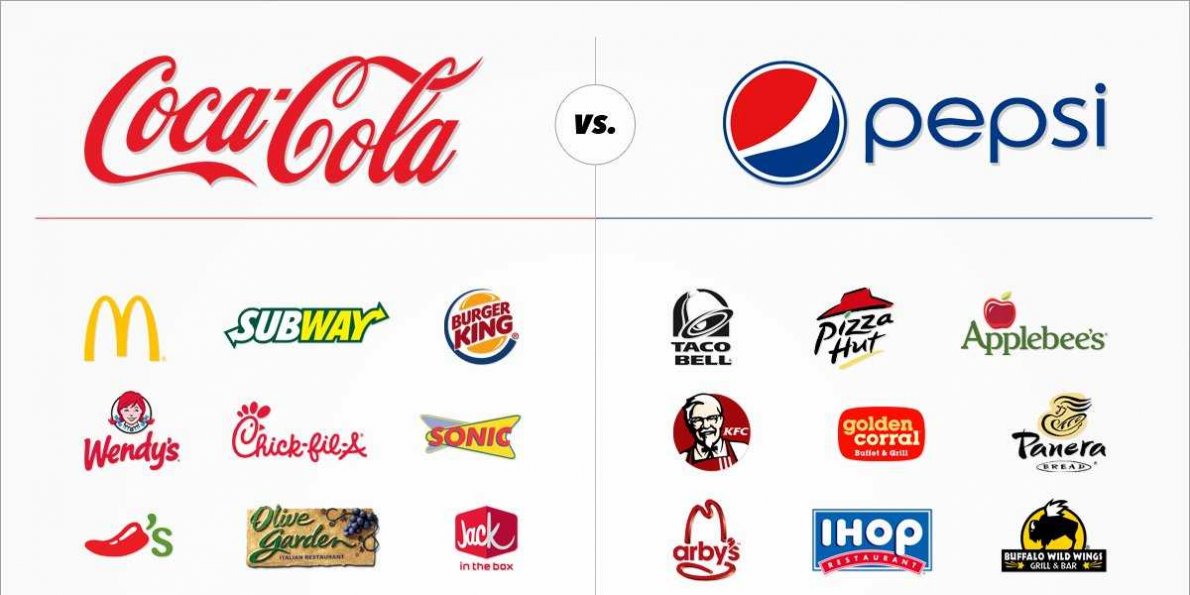 Coca-Cola
vs.
pepsi
SUBWAY
BURGER
KING
TACO
BELL
Pizza
Hut
Applebee's
Wendy's
Chick-fil-A
SONIC
KFC
golden
corral
Buffet & Grill
Panera
BREAD
's
Olive
Garden
ITALIAN RESTAURANT
Jack
in the box
arby's
IHOP
RESTAURANT
BUFFALO WILD WINGS
GRILL & BAR